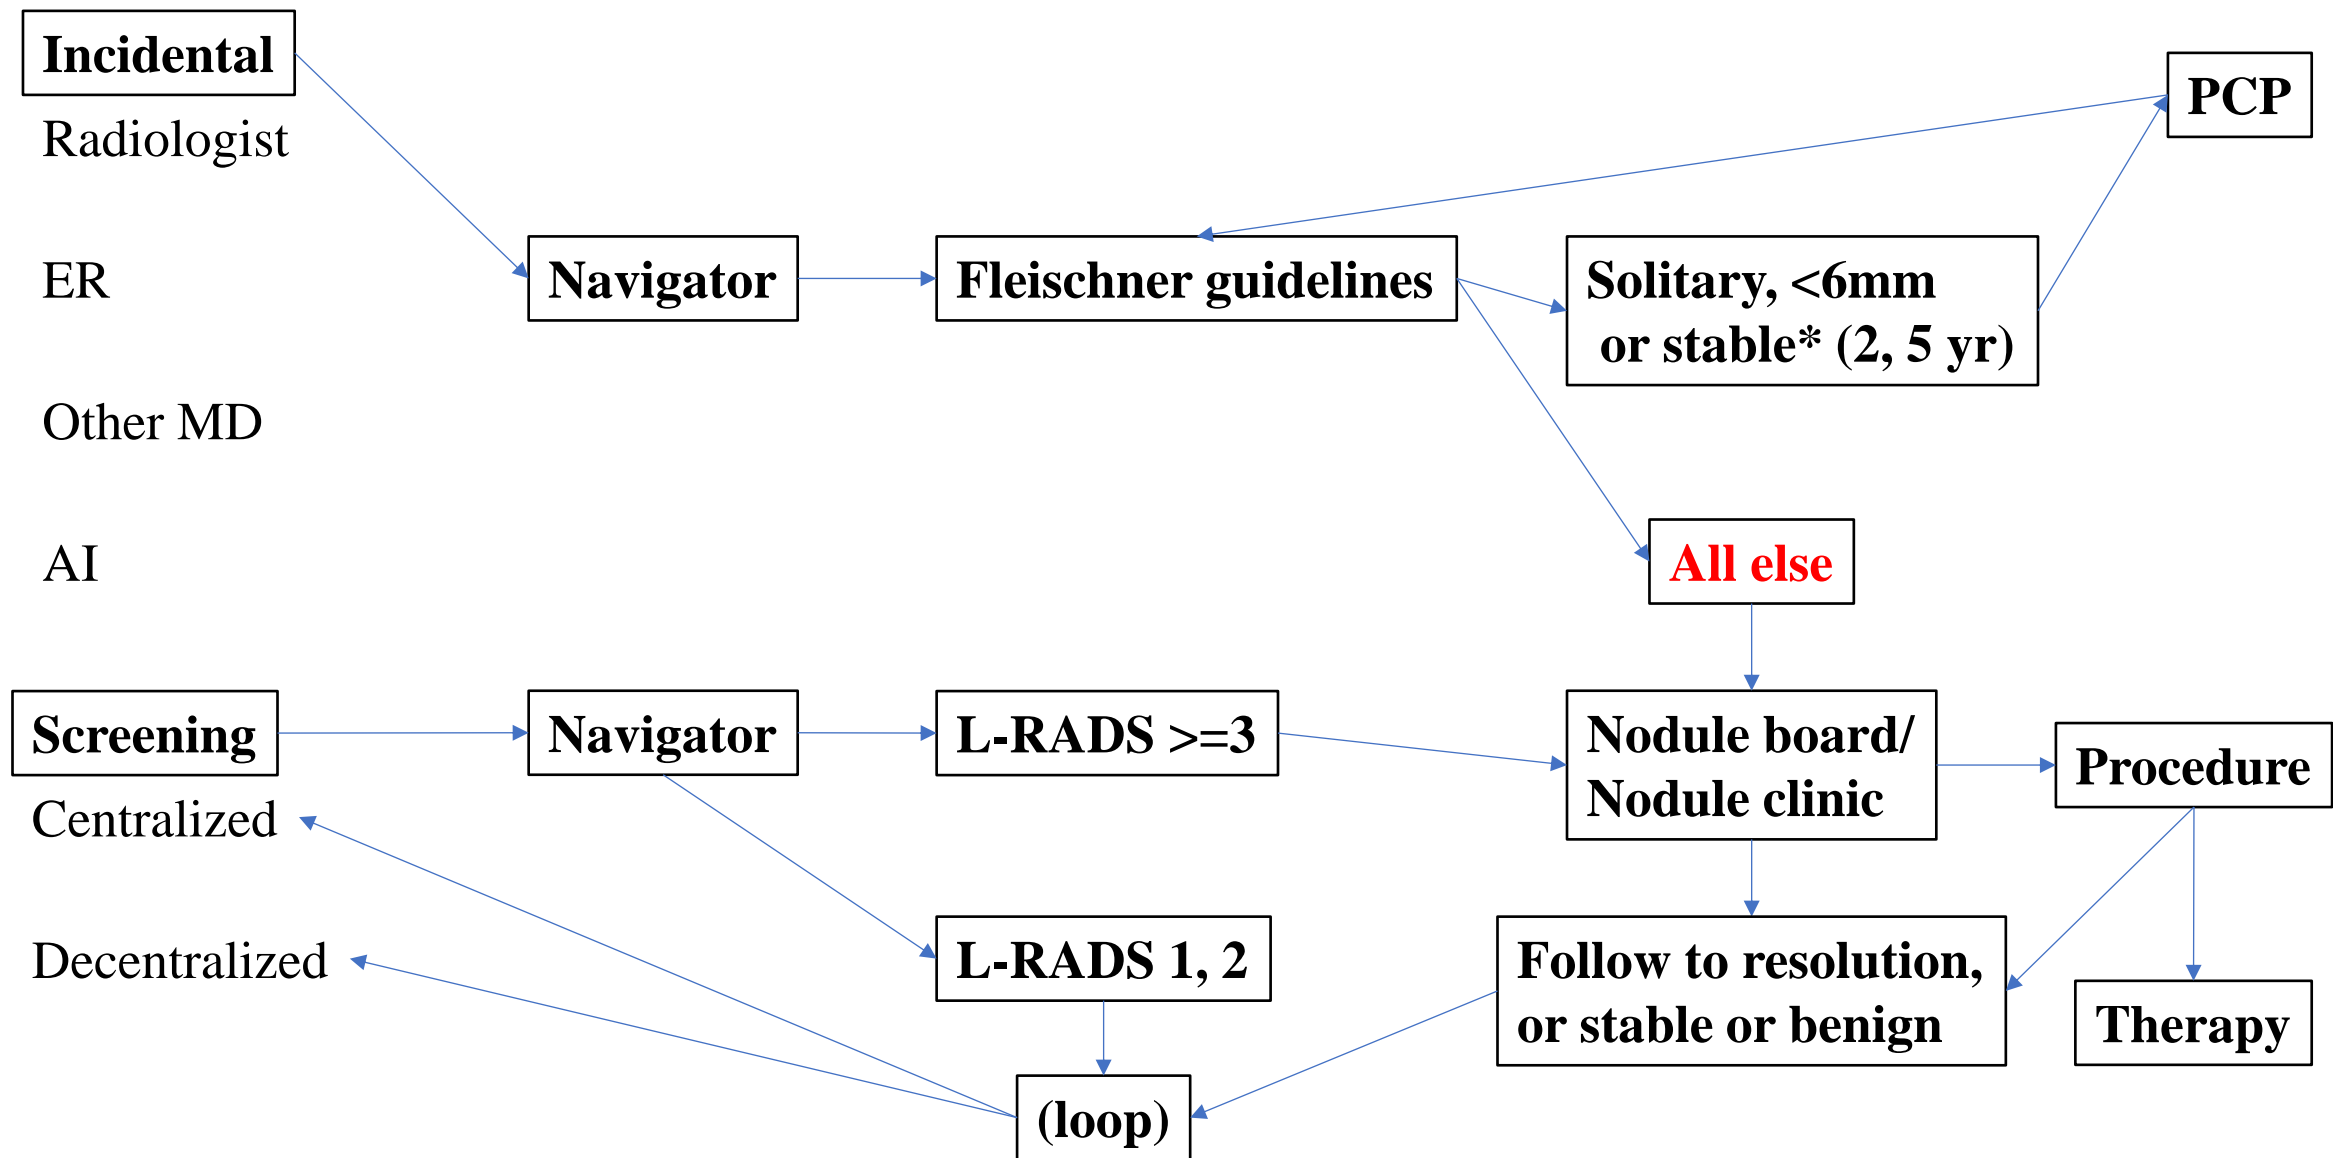 Incidental
PCP
Radiologist
ER
Navigator
Fleischner guidelines
Solitary, <6mm
or stable* (2, 5 yr)
Other MD
AI
All else
Screening
Navigator
L-RADS >=3
Nodule board/
Nodule clinic
Procedure
Centralized
Decentralized
L-RADS 1, 2
Follow to resolution,
or stable or benign
Therapy
(loop)